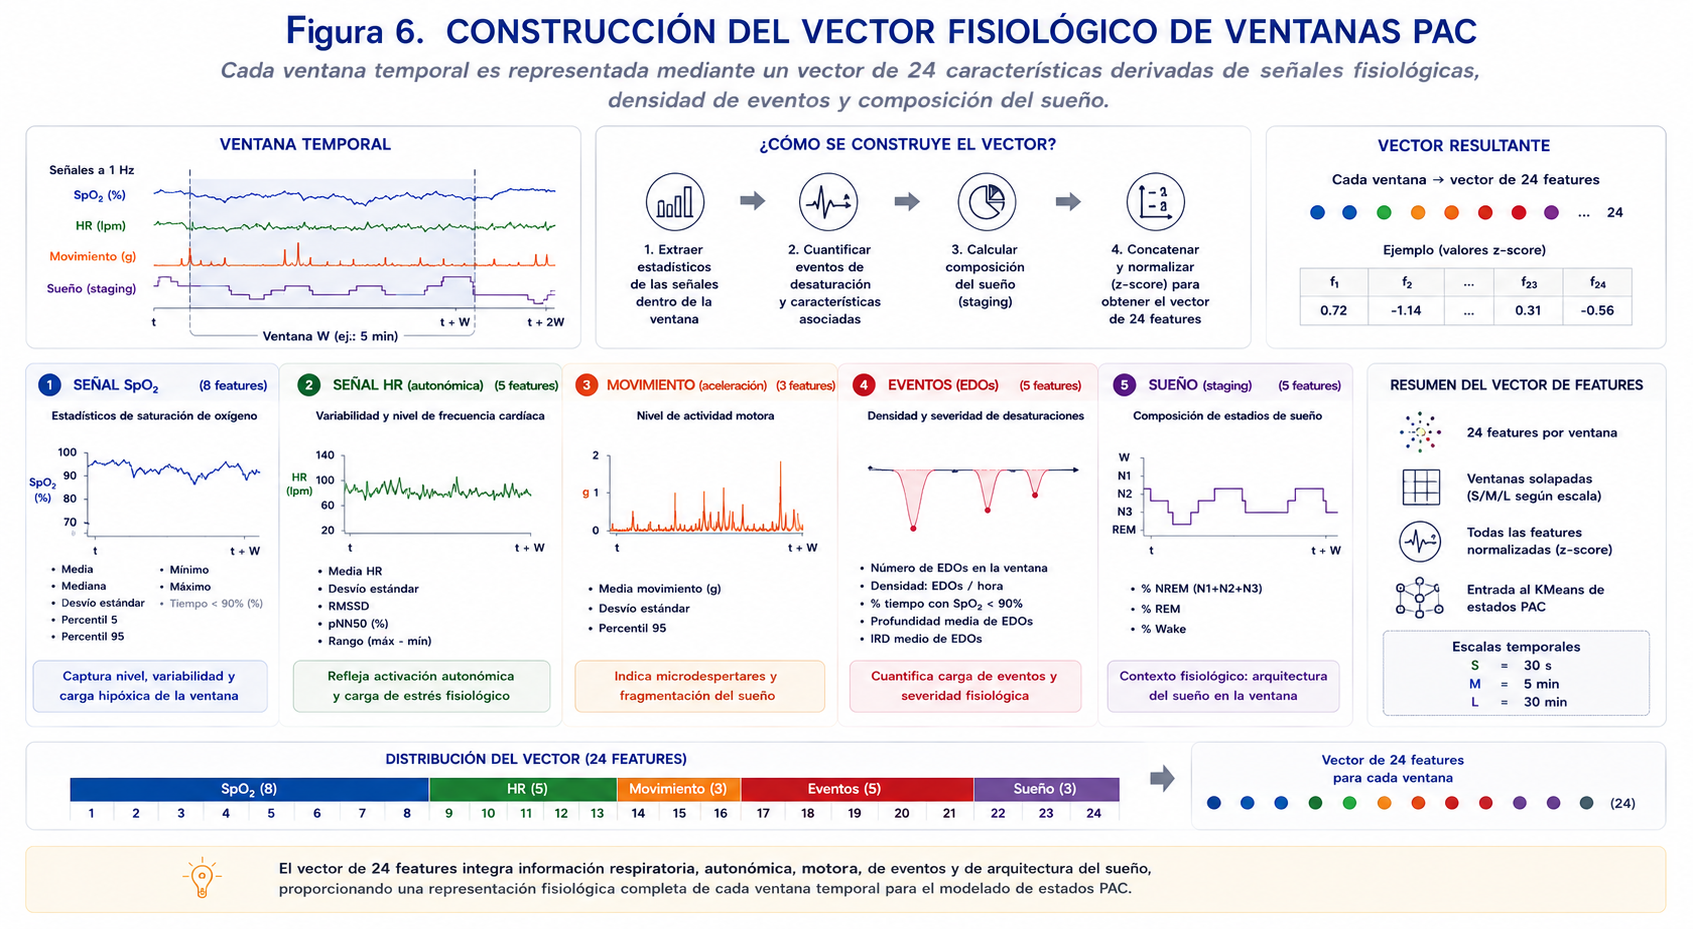 Figura 6. CONSTRUCCIÓN DEL VECTOR FISIOLÓGICO DE VENTANAS PAC
Cada ventana temporal es representada mediante un vector de 24 características derivadas de señales fisiológicas,
densidad de eventos y composición del sueño.
VENTANA TEMPORAL
Señales a 1 Hz
SpO₂ (%)
HR (lpm)
Movimiento (g)
Sueño (staging)
t
t + W
t + 2W
Ventana W (ej.: 5 min)
¿CÓMO SE CONSTRUYE EL VECTOR?
1. Extraer
estadísticos
de las señales
dentro de la
ventana
2. Cuantificar
eventos de
desaturación
y características
asociadas
3. Calcular
composición
del sueño
(staging)
4. Concatenar
y normalizar
(z-score) para
obtener el vector
de 24 features
VECTOR RESULTANTE
Cada ventana → vector de 24 features
... 24
Ejemplo (valores z-score)
f₁ f₂ ... f₂₃ f₂₄
0.72 -1.14 ... 0.31 -0.56
1 SEÑAL SpO₂ (8 features)
Estadísticos de saturación de oxígeno
SpO₂
(%)
100
90
80
70
t
t + W
• Media
• Mediana
• Desvío estándar
• Percentil 5
• Percentil 95
• Mínimo
• Máximo
• Tiempo < 90% (%)
Captura nivel, variabilidad y
carga hipóxica de la ventana
2 SEÑAL HR (autonómica) (5 features)
Variabilidad y nivel de frecuencia cardíaca
HR
(lpm)
140
100
60
20
t
t + W
• Media HR
• Desvío estándar
• RMSSD
• pNN50 (%)
• Rango (máx - mín)
Refleja activación autonómica
y carga de estrés fisiológico
3 MOVIMIENTO (aceleración) (3 features)
Nivel de actividad motora
g
2
1
0
t
t + W
• Media movimiento (g)
• Desvío estándar
• Percentil 95
Indica microdespertares y
fragmentación del sueño
4 EVENTOS (EDOs) (5 features)
Densidad y severidad de desaturaciones
• Número de EDOs en la ventana
• Densidad: EDOs / hora
• % tiempo con SpO₂ < 90%
• Profundidad media de EDOs
• IRD medio de EDOs
Cuantifica carga de eventos y
severidad fisiológica
5 SUEÑO (staging) (5 features)
Composición de estadios de sueño
W
N1
N2
N3
REM
t
t + W
• % NREM (N1+N2+N3)
• % REM
• % Wake
Contexto fisiológico: arquitectura
del sueño en la ventana
RESUMEN DEL VECTOR DE FEATURES
24 features por ventana
Ventanas solapadas
(S/M/L según escala)
Todas las features
normalizadas (z-score)
Entrada al KMeans de
estados PAC
Escalas temporales
S = 30 s
M = 5 min
L = 30 min
DISTRIBUCIÓN DEL VECTOR (24 FEATURES)
SpO₂ (8) HR (5) Movimiento (3) Eventos (5) Sueño (3)
1 2 3 4 5 6 7 8 9 10 11 12 13 14 15 16 17 18 19 20 21 22 23 24
Vector de 24 features
para cada ventana
(24)
El vector de 24 features integra información respiratoria, autonómica, motora, de eventos y de arquitectura del sueño,
proporcionando una representación fisiológica completa de cada ventana temporal para el modelado de estados PAC.